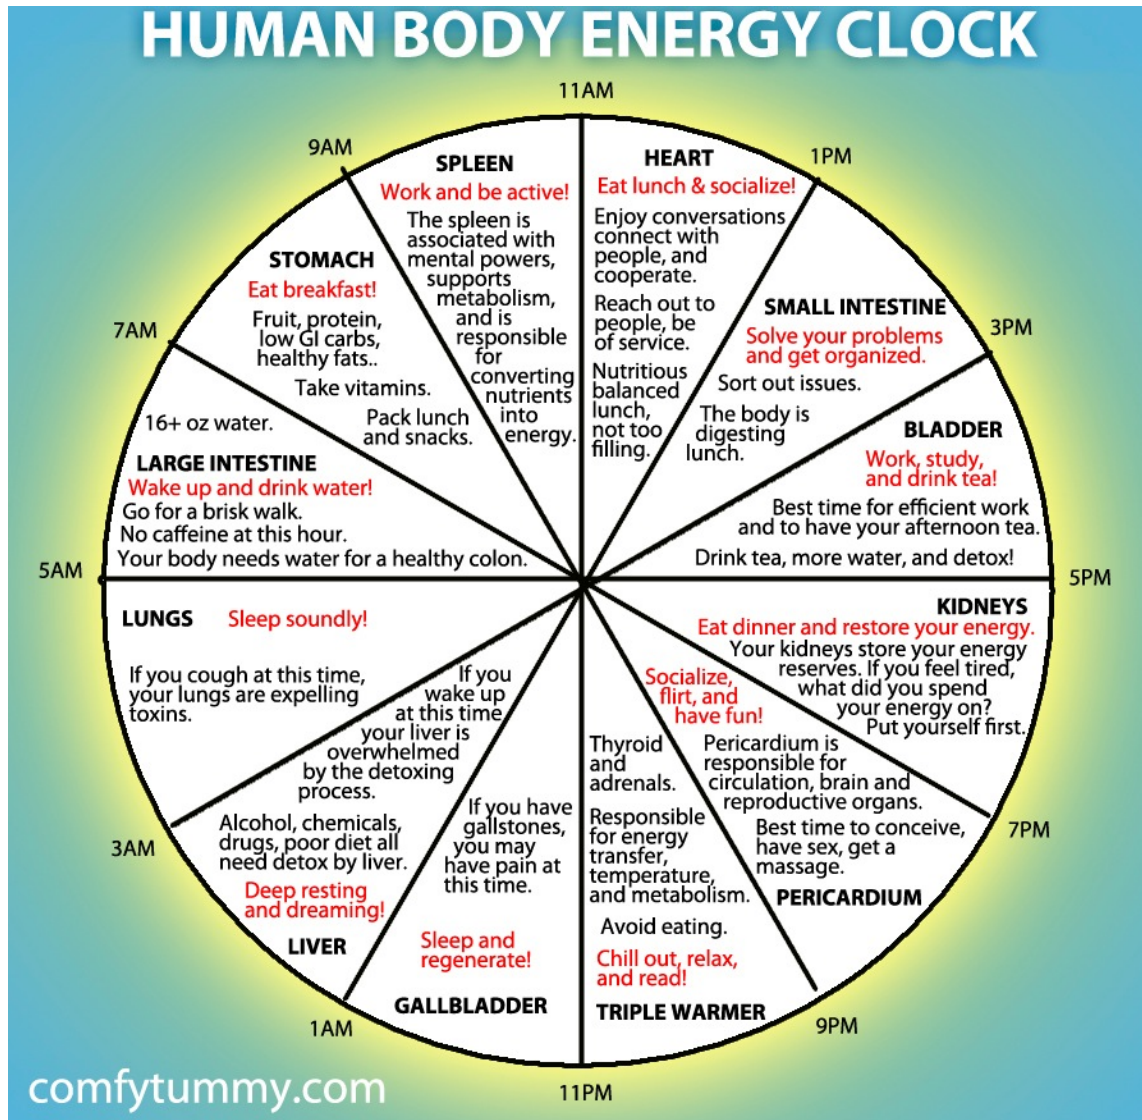 HUMAN BODY ENERGY CLOCK
11AM
HEART
Eat lunch & socialize!
Enjoy conversations
connect with
people, and
cooperate.
Reach out to
people, be
of service.
Nutritious
balanced
lunch,
not too
filling.
1PM
SMALL INTESTINE
Solve your problems
and get organized.
Sort out issues.
The body is
digesting
lunch.
3PM
BLADDER
Work, study,
and drink tea!
Best time for efficient work
and to have your afternoon tea.
Drink tea, more water, and detox!
5PM
KIDNEYS
Eat dinner and restore your energy.
Your kidneys store your energy
reserves. If you feel tired,
what did you spend
your energy on?
Put yourself first.
7PM
Socialize,
flirt, and
have fun!
Pericardium is
responsible for
circulation, brain and
reproductive organs.
Best time to conceive,
have sex, get a
massage.
PERICARDIUM
9PM
Thyroid
and
adrenals.
Responsible
for energy
transfer,
temperature,
and metabolism.
Avoid eating.
Chill out, relax,
and read!
TRIPLE WARMER
11PM
If you have
gallstones,
you may
have pain at
this time.
Sleep and
regenerate!
GALLBLADDER
1AM
If you
wake up
at this time
your liver is
overwhelmed
by the detoxing
process.
Alcohol, chemicals,
drugs, poor diet all
need detox by liver.
Deep resting
and dreaming!
LIVER
3AM
LUNGS
Sleep soundly!
If you cough at this time,
your lungs are expelling
toxins.
5AM
16+ oz water.
LARGE INTESTINE
Wake up and drink water!
Go for a brisk walk.
No caffeine at this hour.
Your body needs water for a healthy colon.
7AM
STOMACH
Eat breakfast!
Fruit, protein,
low GI carbs,
healthy fats..
Take vitamins.
Pack lunch
and snacks.
9AM
SPLEEN
Work and be active!
The spleen is
associated with
mental powers,
supports
metabolism,
and is
responsible
for
converting
nutrients
into
energy.
comfytummy.com